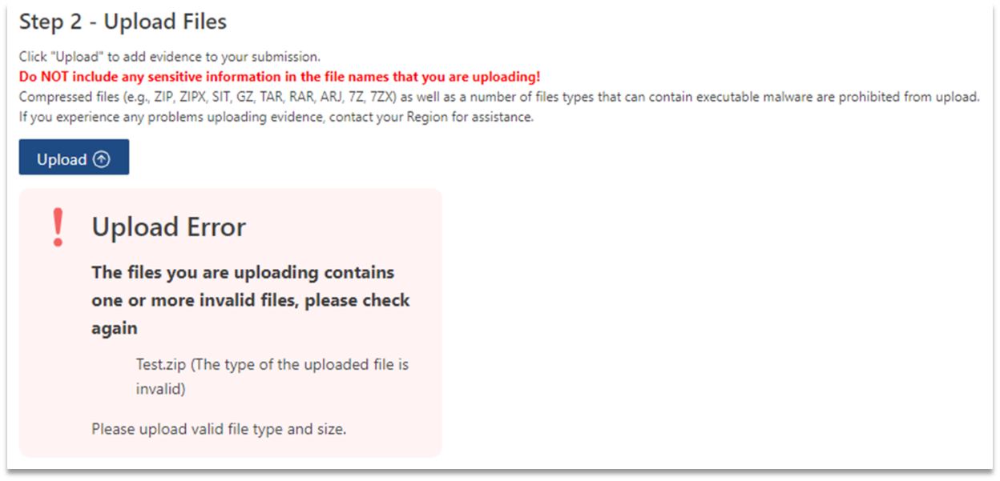 Step 2 - Upload Files
Click "Upload" to add evidence to your submission.
Do NOT include any sensitive information in the file names that you are uploading!
Compressed files (e.g., ZIP, ZIPX, SIT, GZ, TAR, RAR, ARJ, 7Z, 7ZX) as well as a number of files types that can contain executable malware are prohibited from upload.
If you experience any problems uploading evidence, contact your Region for assistance.
Upload
Upload Error
The files you are uploading contains
one or more invalid files, please check
again
Test.zip (The type of the uploaded file is
invalid)
Please upload valid file type and size.